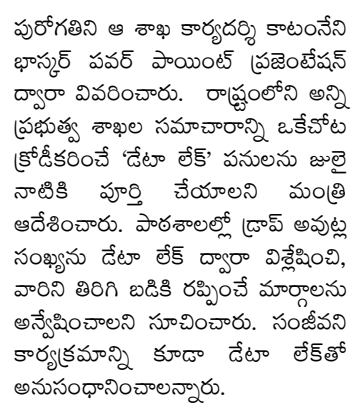 పురోగతిని ఆ శాఖ కార్యదర్శి కాటంనేని
భాస్కర్ పవర్ పాయింట్ ప్రజెంటేషన్
ద్వారా వివరించారు. రాష్ట్రంలోని అన్ని
ప్రభుత్వ శాఖల సమాచారాన్ని ఒకేచోట
క్రోడీకరించే ‘డేటా లేక్’ పనులను జులై
నాటికి పూర్తి చేయాలని మంత్రి
ఆదేశించారు. పాఠశాలల్లో డ్రాప్ అవుట్ల
సంఖ్యను డేటా లేక్ ద్వారా విశ్లేషించి,
వారిని తిరిగి బడికి రప్పించే మార్గాలను
అన్వేషించాలని సూచించారు. సంజీవని
కార్యక్రమాన్ని కూడా డేటా లేక్‌తో
అనుసంధానించాలన్నారు.